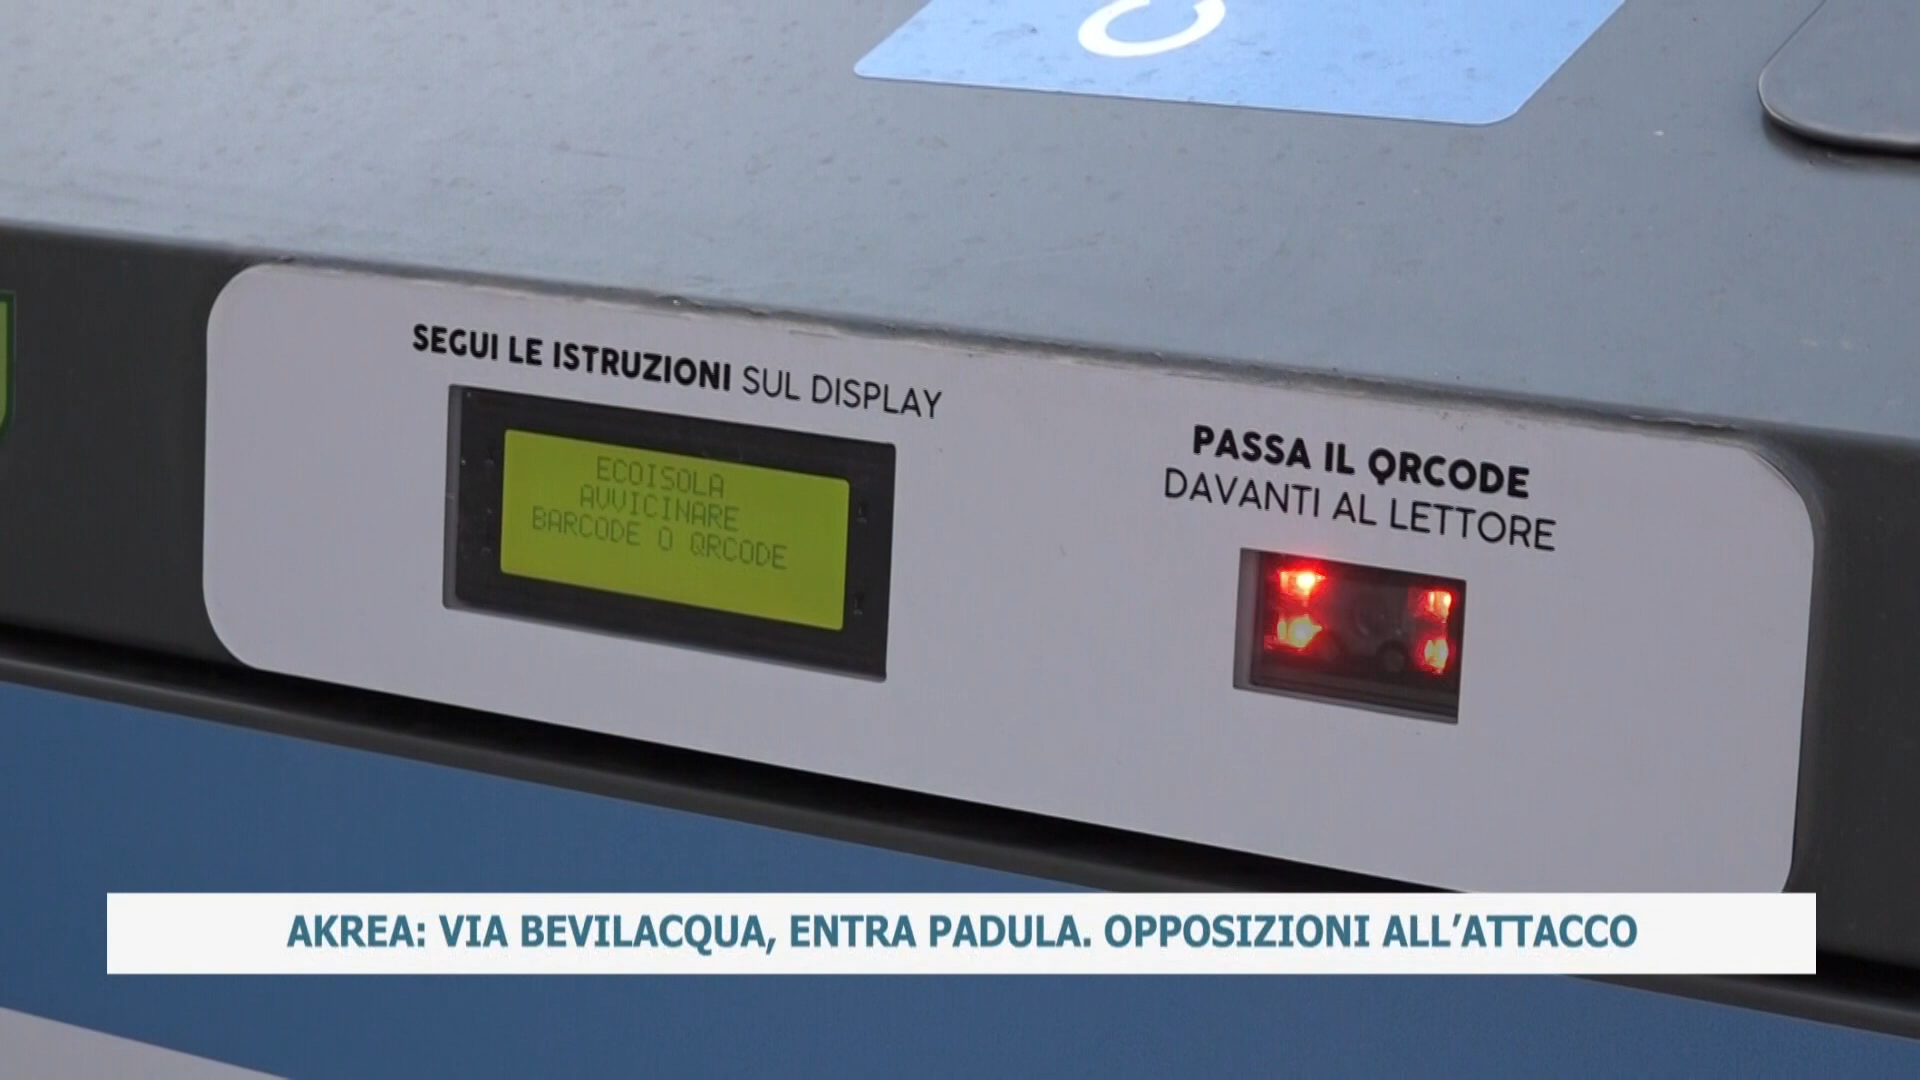 C
SEGUI LE ISTRUZIONI SUL DISPLAY
ECOISOLA
AVVICINARE
BARCODE O QRCODE
PASSA IL QRCODE
DAVANTI AL LETTORE
AKREA: VIA BEVILACQUA, ENTRA PADULA. OPPOSIZIONI ALL’ATTACCO